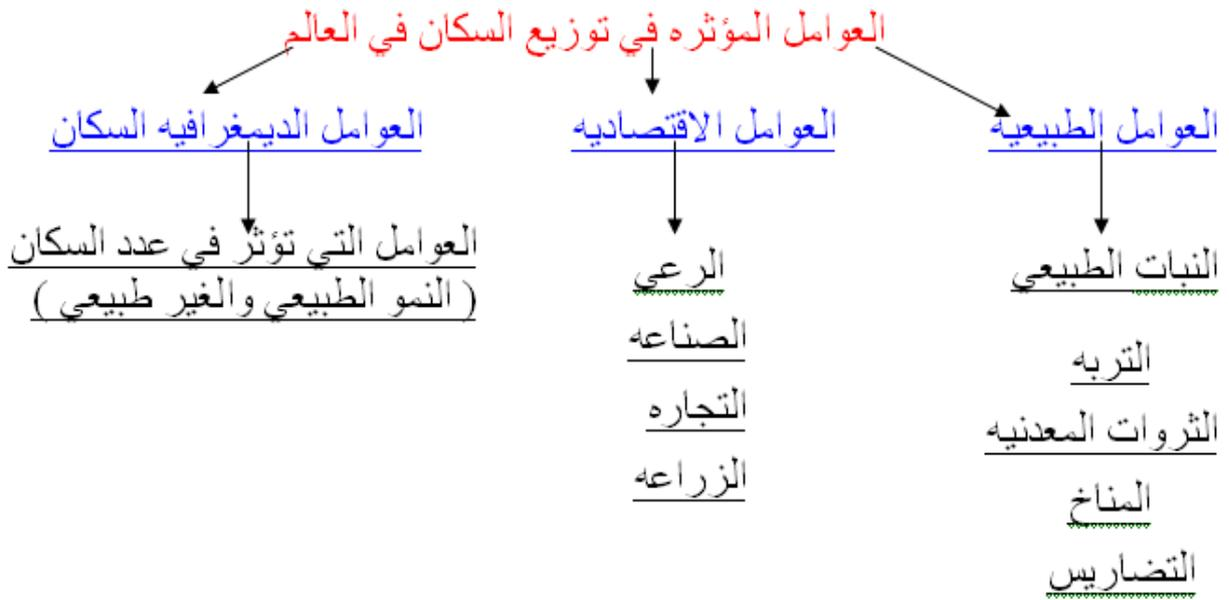 العوامل المؤثره في توزيع السكان في العالم
العوامل الطبيعيه
العوامل الاقتصاديه
العوامل الديمغرافيه السكان
النبات الطبيعي
التربه
الثروات المعدنيه
المناخ
التضاريس
الرعي
الصناعه
التجاره
الزراعه
العوامل التي تؤثر في عدد السكان
( النمو الطبيعي والغير طبيعي )